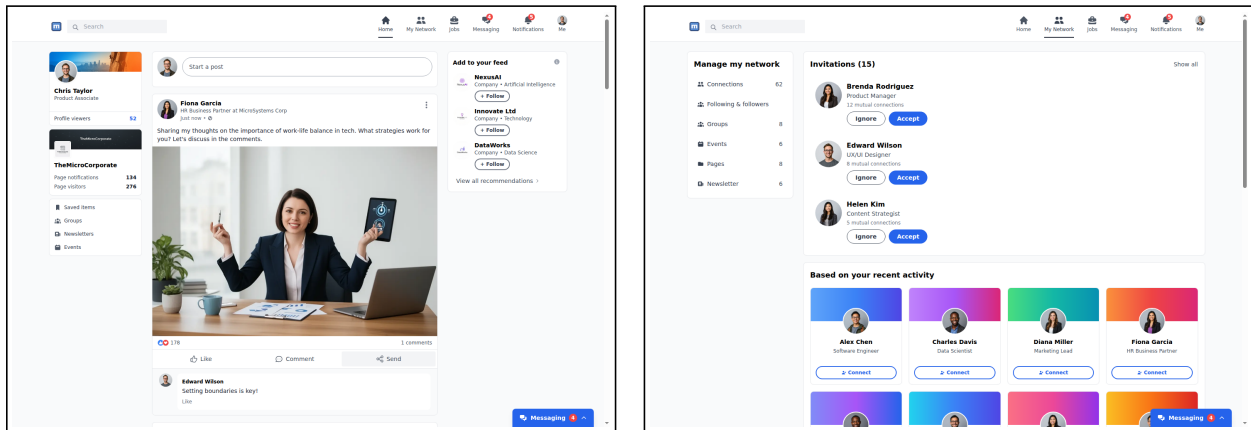 m
Search
Home
My Network
Jobs
Messaging
Notifications
Me
Chris Taylor
Product Associate
Profile viewers 52
TheMicroCorporate
TheMicroCorporate
Page notifications 134
Page visitors 276
Saved items
Groups
Newsletters
Events
Start a post
Fiona Garcia
HR Business Partner at MicroSystems Corp
Just now •
Sharing my thoughts on the importance of work-life balance in tech. What strategies work for
you? Let's discuss in the comments.
178
1 comments
Like
Comment
Send
Edward Wilson
Setting boundaries is key!
Like
Add to your feed
NexusAI
Company • Artificial Intelligence
+ Follow
Innovate Ltd
Company • Technology
+ Follow
DataWorks
Company • Data Science
+ Follow
View all recommendations >
Messaging 4
m
Search
Home
My Network
Jobs
Messaging
Notifications
Me
Manage my network
Connections 62
Following & followers
Groups 8
Events 6
Pages 8
Newsletter 6
Invitations (15)
Show all
Brenda Rodriguez
Product Manager
12 mutual connections
Ignore Accept
Edward Wilson
UX/UI Designer
8 mutual connections
Ignore Accept
Helen Kim
Content Strategist
5 mutual connections
Ignore Accept
Based on your recent activity
Alex Chen
Software Engineer
Connect
Charles Davis
Data Scientist
Connect
Diana Miller
Marketing Lead
Connect
Fiona Garcia
HR Business Partner
Connect
Messaging 4